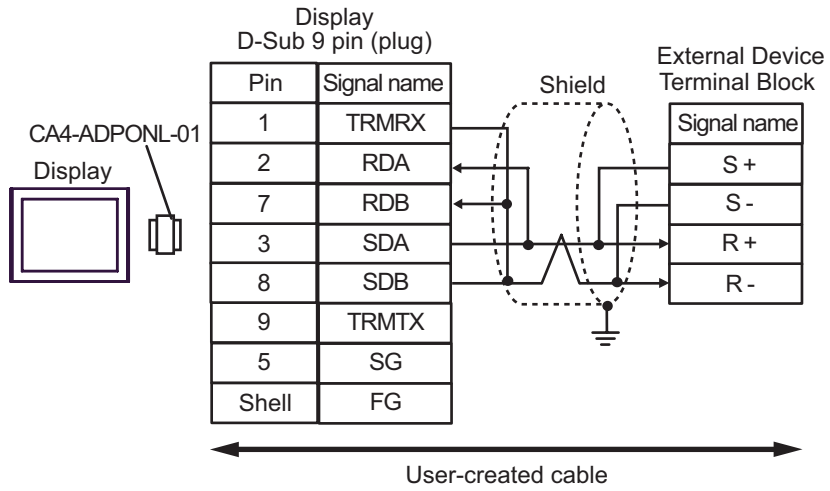 Display
D-Sub 9 pin (plug)
External Device
Terminal Block
Shield
CA4-ADPONL-01
Display
Pin Signal name
1 TRMRX
2 RDA
7 RDB
3 SDA
8 SDB
9 TRMTX
5 SG
Shell FG
Signal name
S +
S -
R +
R -
User-created cable